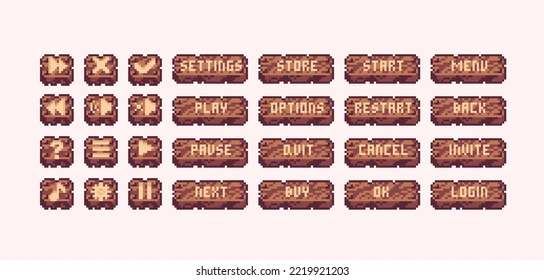 SETTINGS STORE START MENU
PLAY OPTIONS RESTART BACK
? PAUSE QUIT CANCEL INVITE
NEXT BUY OK LOGIN
shutterstock.com · 2219921203